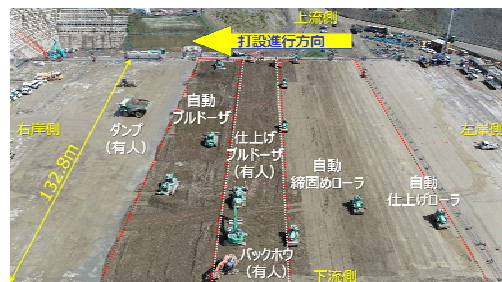 上流側
打設進行方向
右岸側
左岸側
132.8m
ダンプ
(有人)
自動
ブルドーザ
仕上げ
ブルドーザ
(有人)
自動
締固めローラ
自動
仕上げローラ
バックホウ
(有人)
下流側